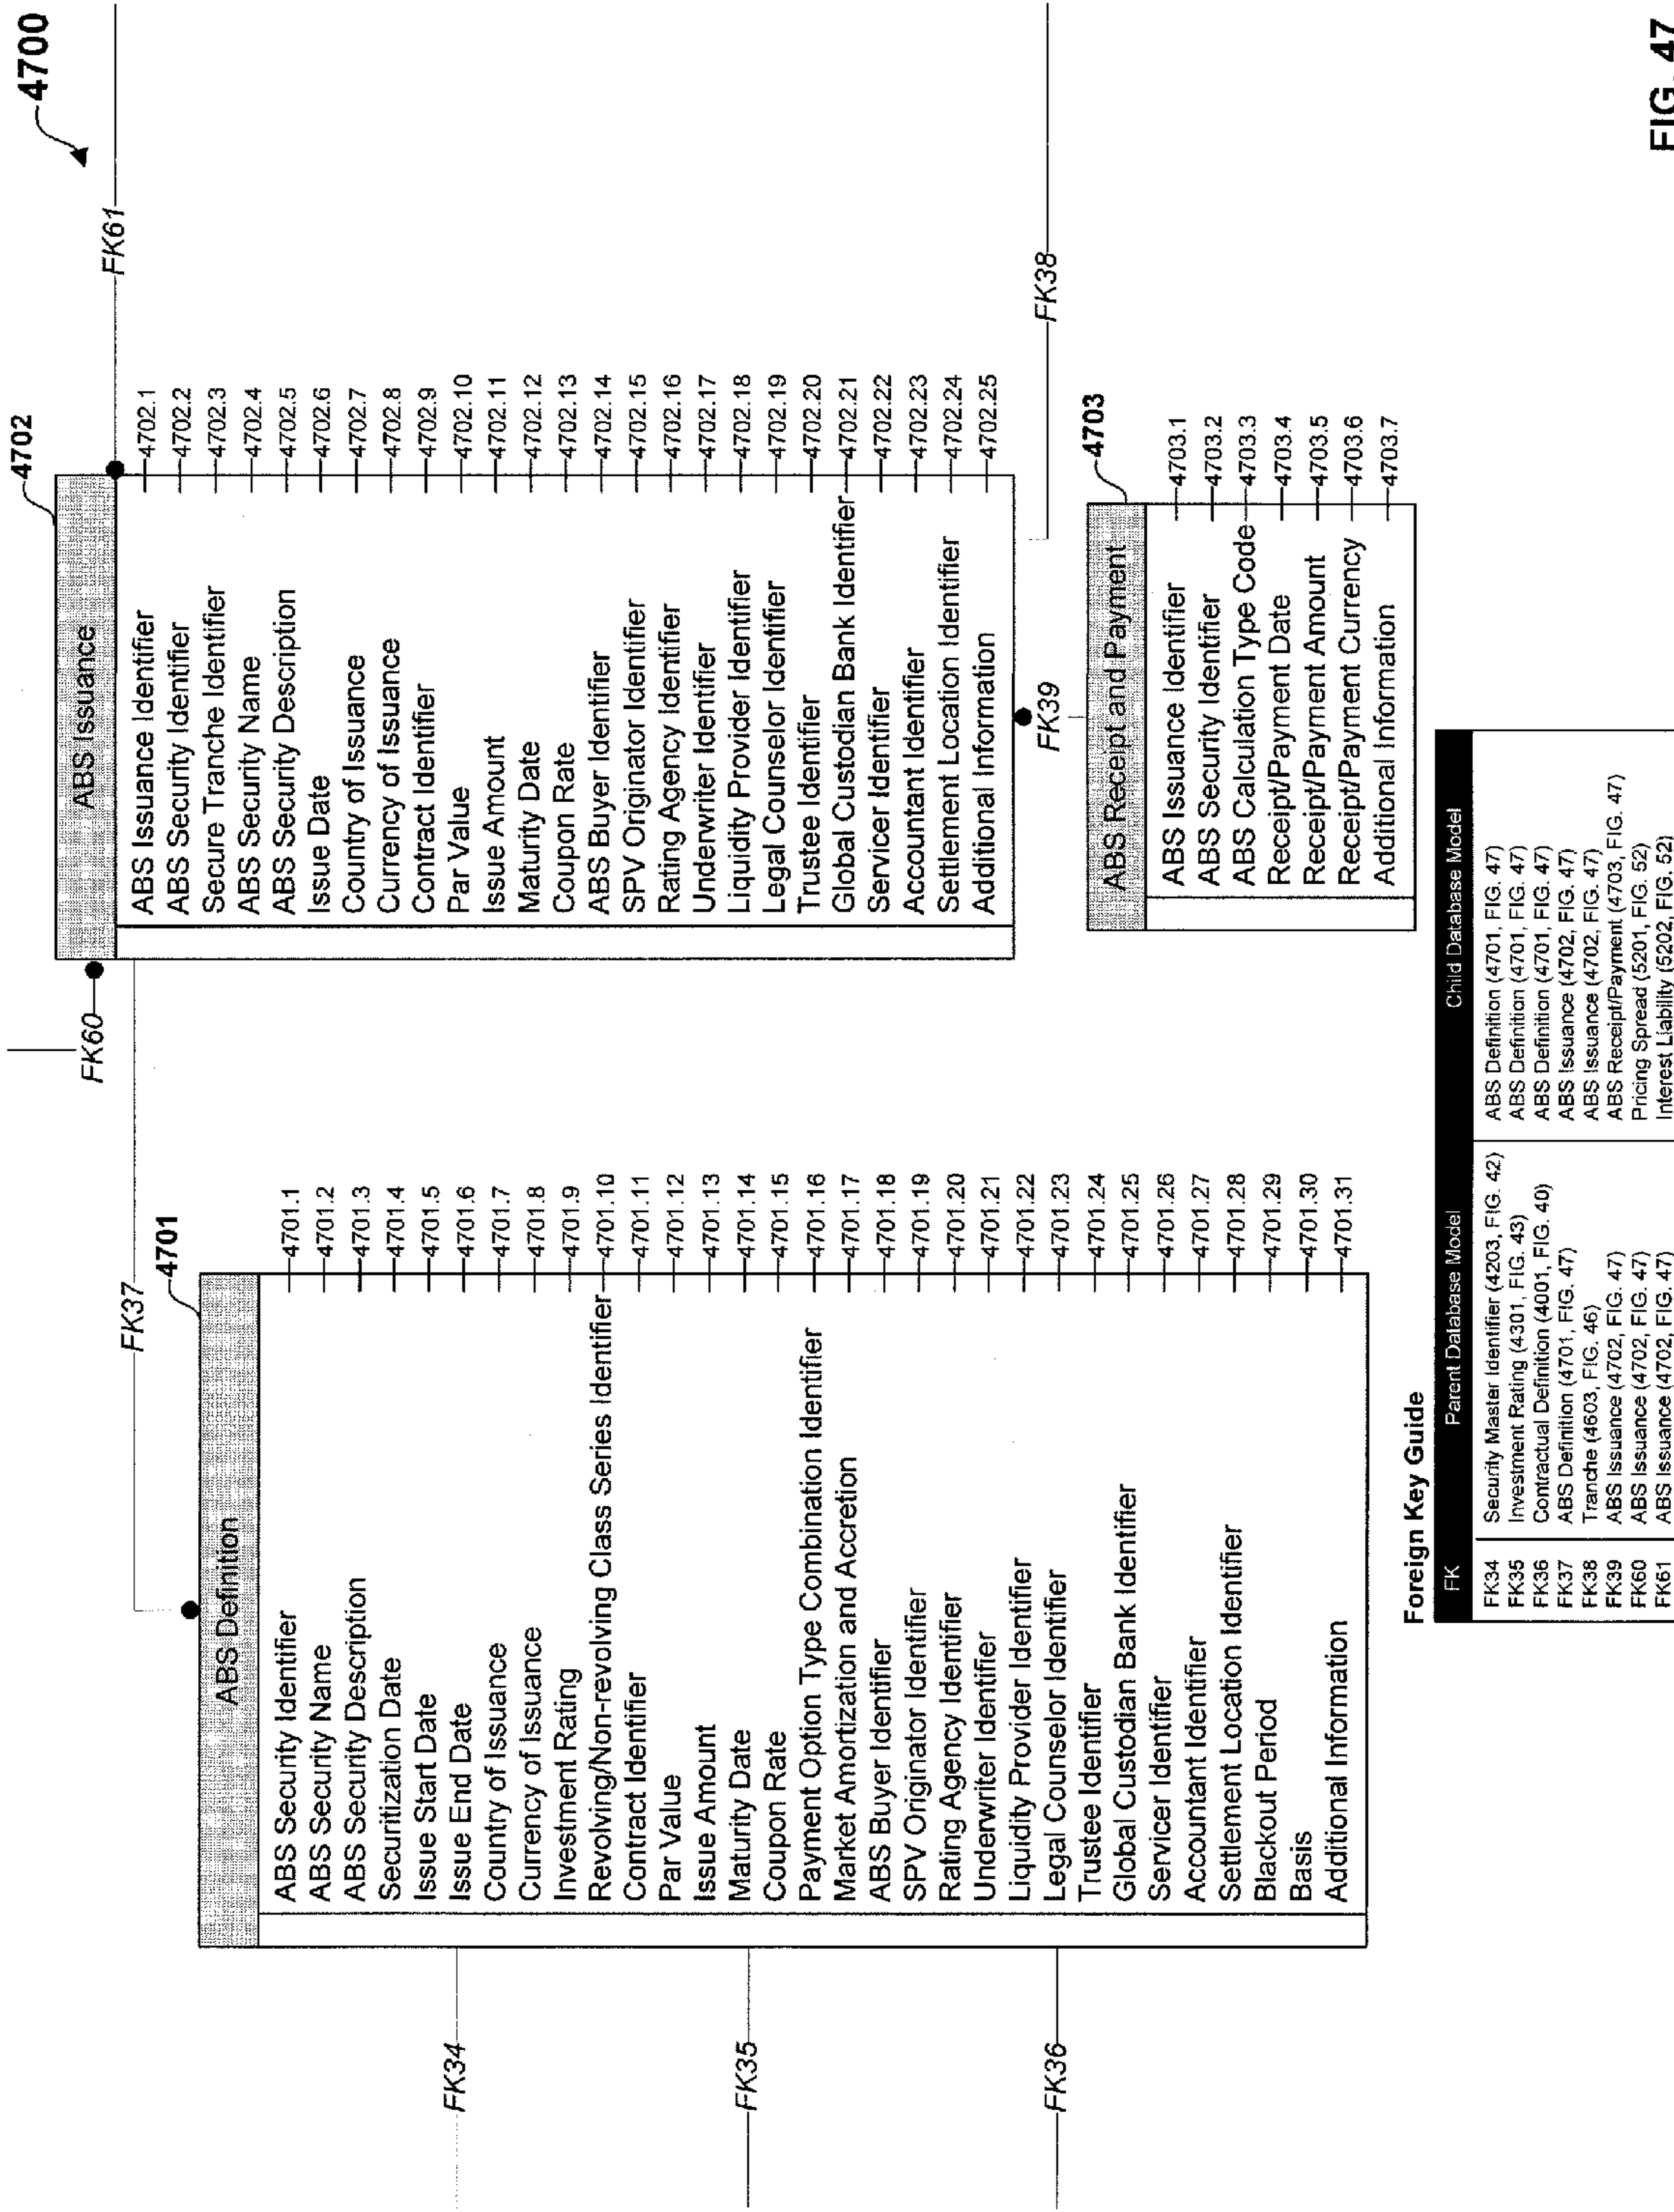 4700
FK61
4702
ABS Issuance
ABS Issuance Identifier 4702.1
ABS Security Identifier 4702.2
Secure Tranche Identifier 4702.3
ABS Security Name 4702.4
ABS Security Description 4702.5
Issue Date 4702.6
Country of Issuance 4702.7
Currency of Issuance 4702.8
Contract Identifier 4702.9
Par Value 4702.10
Issue Amount 4702.11
Maturity Date 4702.12
Coupon Rate 4702.13
ABS Buyer Identifier 4702.14
SPV Originator Identifier 4702.15
Rating Agency Identifier 4702.16
Underwriter Identifier 4702.17
Liquidity Provider Identifier 4702.18
Legal Counselor Identifier 4702.19
Trustee Identifier 4702.20
Global Custodian Bank Identifier 4702.21
Servicer Identifier 4702.22
Accountant Identifier 4702.23
Settlement Location Identifier 4702.24
Additional Information 4702.25
FK60
FK37
4701
ABS Definition
ABS Security Identifier 4701.1
ABS Security Name 4701.2
ABS Security Description 4701.3
Securitization Date 4701.4
Issue Start Date 4701.5
Issue End Date 4701.6
Country of Issuance 4701.7
Currency of Issuance 4701.8
Investment Rating 4701.9
Revolving/Non-revolving Class Series Identifier 4701.10
Contract Identifier 4701.11
Par Value 4701.12
Issue Amount 4701.13
Maturity Date 4701.14
Coupon Rate 4701.15
Payment Option Type Combination Identifier 4701.16
Market Amortization and Accretion 4701.17
ABS Buyer Identifier 4701.18
SPV Originator Identifier 4701.19
Rating Agency Identifier 4701.20
Underwriter Identifier 4701.21
Liquidity Provider Identifier 4701.22
Legal Counselor Identifier 4701.23
Trustee Identifier 4701.24
Global Custodian Bank Identifier 4701.25
Servicer Identifier 4701.26
Accountant Identifier 4701.27
Settlement Location Identifier 4701.28
Blackout Period 4701.29
Basis 4701.30
Additional Information 4701.31
FK34
FK35
FK36
FK38
FK39
4703
ABS Receipt and Payment
ABS Issuance Identifier 4703.1
ABS Security Identifier 4703.2
ABS Calculation Type Code 4703.3
Receipt/Payment Date 4703.4
Receipt/Payment Amount 4703.5
Receipt/Payment Currency 4703.6
Additional Information 4703.7
Foreign Key Guide
FK Parent Database Model Child Database Model
FK34 Security Master Identifier (4203, FIG. 42) ABS Definition (4701, FIG. 47)
FK35 Investment Rating (4301, FIG. 43) ABS Definition (4701, FIG. 47)
FK36 Contractual Definition (4001, FIG. 40) ABS Definition (4701, FIG. 47)
FK37 ABS Definition (4701, FIG. 47) ABS Issuance (4702, FIG. 47)
FK38 Tranche (4603, FIG. 46) ABS Issuance (4702, FIG. 47)
FK39 ABS Issuance (4702, FIG. 47) ABS Receipt/Payment (4703, FIG. 47)
FK60 ABS Issuance (4702, FIG. 47) Pricing Spread (5201, FIG. 52)
FK61 ABS Issuance (4702, FIG. 47) Interest Liability (5202, FIG. 52)
FIG. 47